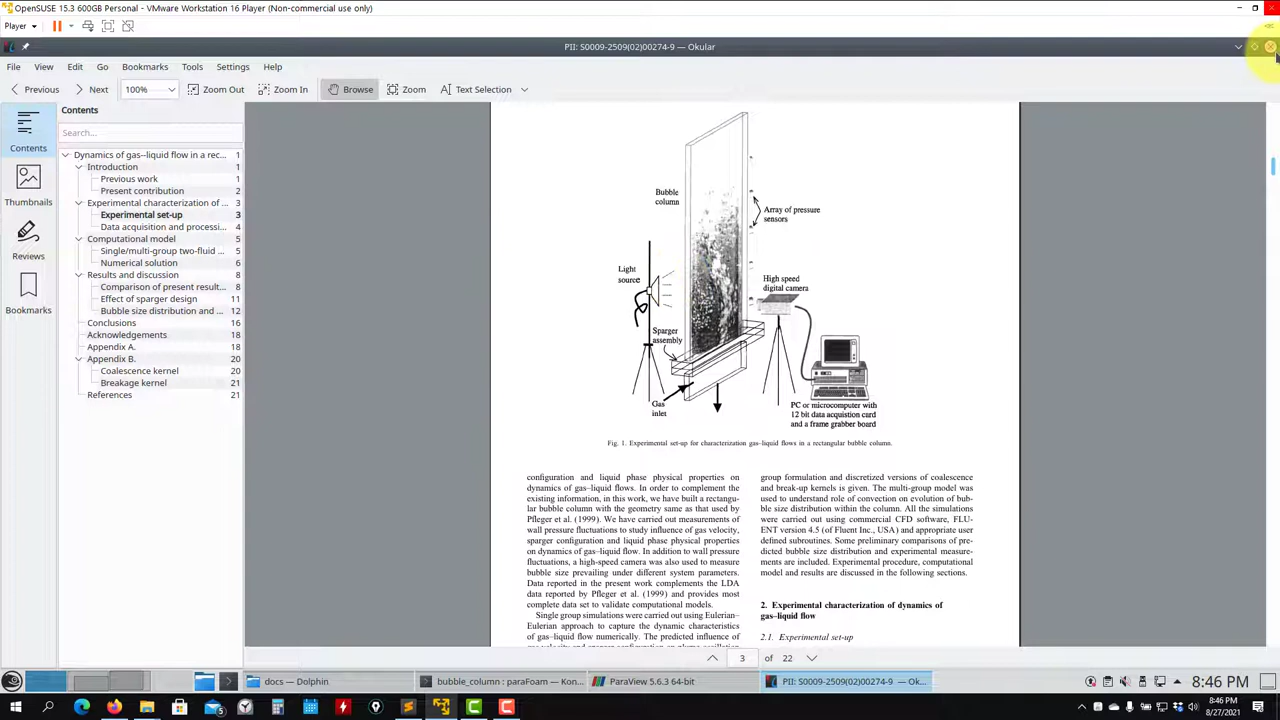 OpenSUSE 15.3 600GB Personal - VMware Workstation 16 Player (Non-commercial use only)
Player
PII: S0009-2509(02)00274-9 — Okular
File View Edit Go Bookmarks Tools Settings Help
Previous Next 100% Zoom Out Zoom In Browse Zoom Text Selection
Contents
Search...
Contents
Thumbnails
Reviews
Bookmarks
Dynamics of gas–liquid flow in a rec... 1
Introduction 1
Previous work 1
Present contribution 2
Experimental characterization of ... 3
Experimental set-up 3
Data acquisition and processi... 4
Computational model 5
Single/multi-group two-fluid ... 5
Numerical solution 6
Results and discussion 8
Comparison of present result... 8
Effect of sparger design 11
Bubble size distribution and ... 12
Conclusions 16
Acknowledgements 18
Appendix A. 18
Appendix B. 20
Coalescence kernel 20
Breakage kernel 21
References 21
Bubble
column
Array of pressure
sensors
Light
source
High speed
digital camera
Sparger
assembly
Gas
inlet
PC or microcomputer with
12 bit data acquistion card
and a frame grabber board
Fig. 1. Experimental set-up for characterization gas–liquid flows in a rectangular bubble column.
configuration and liquid phase physical properties on
dynamics of gas–liquid flows. In order to complement the
existing information, in this work, we have built a rectangu-
lar bubble column with the geometry same as that used by
Pfleger et al. (1999). We have carried out measurements of
wall pressure fluctuations to study influence of gas velocity,
sparger configuration and liquid phase physical properties
on dynamics of gas–liquid flow. In addition to wall pressure
fluctuations, a high-speed camera was also used to measure
bubble size prevailing under different system parameters.
Data reported in the present work complements the LDA
data reported by Pfleger et al. (1999) and provides most
complete data set to validate computational models.
Single group simulations were carried out using Eulerian–
Eulerian approach to capture the dynamic characteristics
of gas–liquid flow numerically. The predicted influence of
group formulation and discretized versions of coalescence
and break-up kernels is given. The multi-group model was
used to understand role of convection on evolution of bub-
ble size distribution within the column. All the simulations
were carried out using commercial CFD software, FLU-
ENT version 4.5 (of Fluent Inc., USA) and appropriate user
defined subroutines. Some preliminary comparisons of pre-
dicted bubble size distribution and experimental measure-
ments are included. Experimental procedure, computational
model and results are discussed in the following sections.
2. Experimental characterization of dynamics of
gas–liquid flow
2.1. Experimental set-up
3 of 22
docs — Dolphin
bubble_column : paraFoam — Kon...
ParaView 5.6.3 64-bit
PII: S0009-2509(02)00274-9 — Ok...
8:46 PM
8:46 PM
8/27/2021